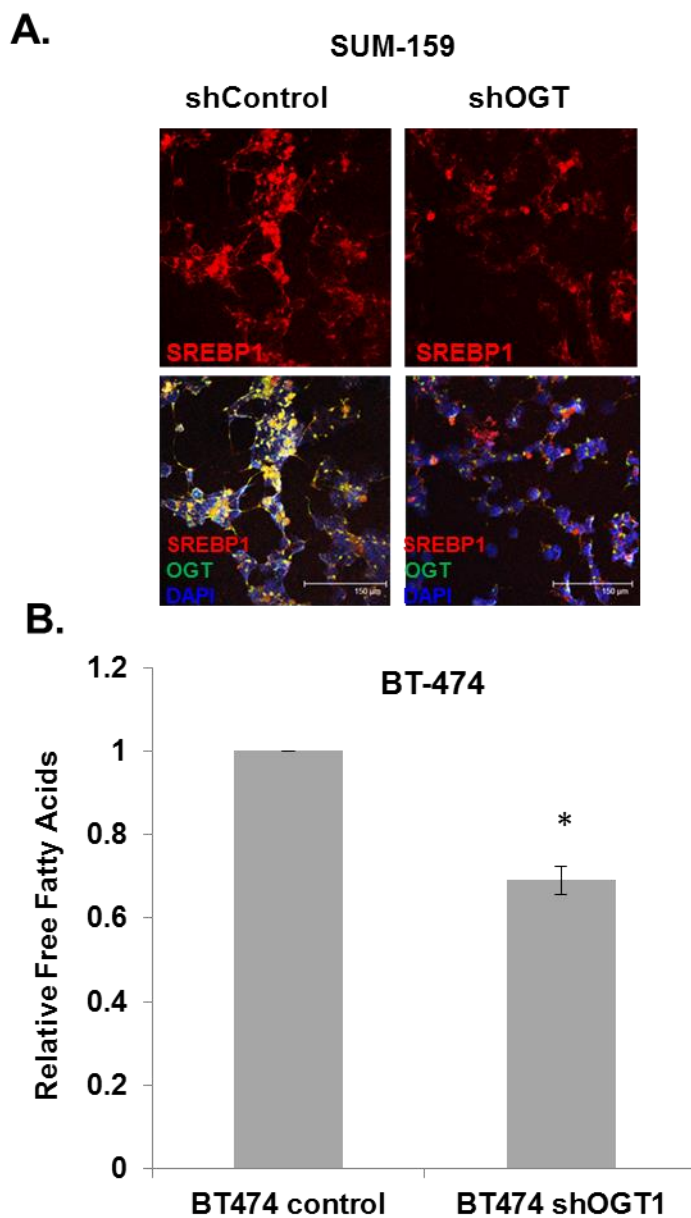 A.
SUM-159
shControl shOGT
SREBP1 SREBP1
SREBP1 SREBP1
OGT OGT
DAPI DAPI
150 µm 150 µm
B.
BT-474
Relative Free Fatty Acids
1.2
1
0.8
0.6
0.4
0.2
0
*
BT474 control BT474 shOGT1